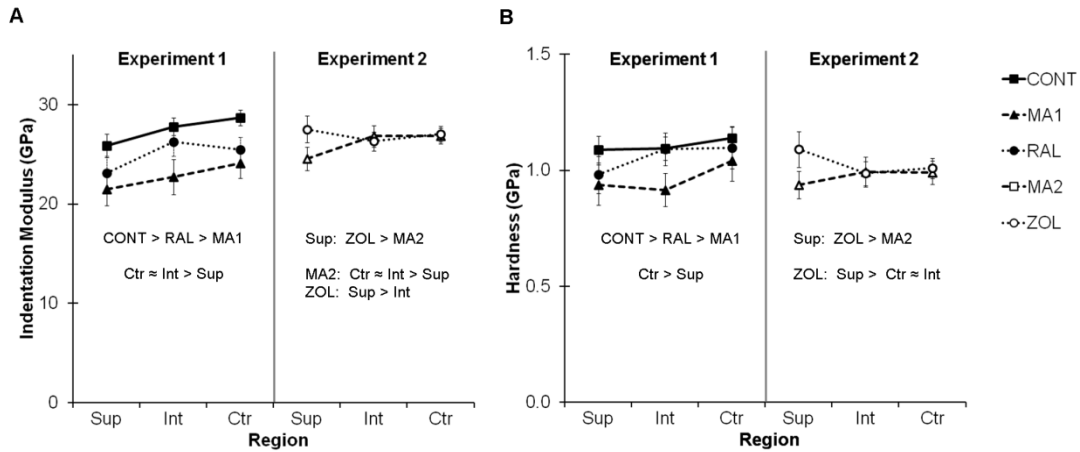 A
Experiment 1
Experiment 2
Indentation Modulus (GPa)
30
20
10
0
CONT > RAL > MA1
Ctr ≈ Int > Sup
Sup: ZOL > MA2
MA2: Ctr ≈ Int > Sup
ZOL: Sup > Int
Sup Int Ctr Sup Int Ctr
Region
B
Experiment 1
Experiment 2
Hardness (GPa)
1.5
1.0
0.5
0.0
CONT > RAL > MA1
Ctr > Sup
Sup: ZOL > MA2
ZOL: Sup > Ctr ≈ Int
Sup Int Ctr Sup Int Ctr
Region
CONT
MA1
RAL
MA2
ZOL